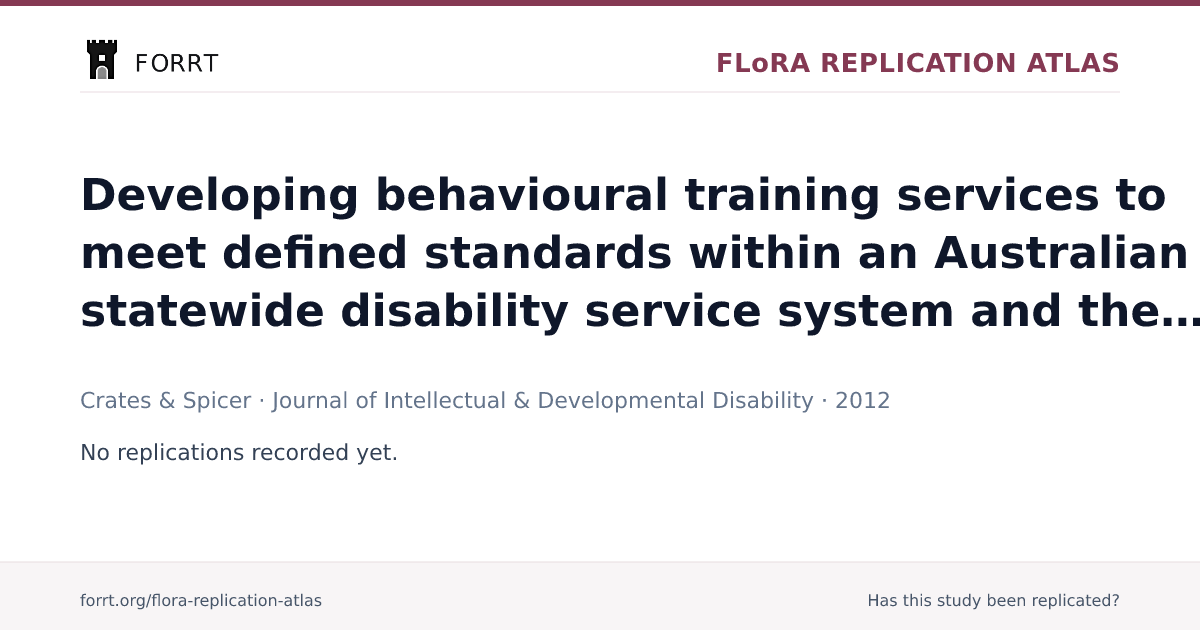 FORRT
FLoRA REPLICATION ATLAS
Developing behavioural training services to
meet defined standards within an Australian
statewide disability service system and the…
Crates & Spicer · Journal of Intellectual & Developmental Disability · 2012
No replications recorded yet.
forrt.org/flora-replication-atlas
Has this study been replicated?